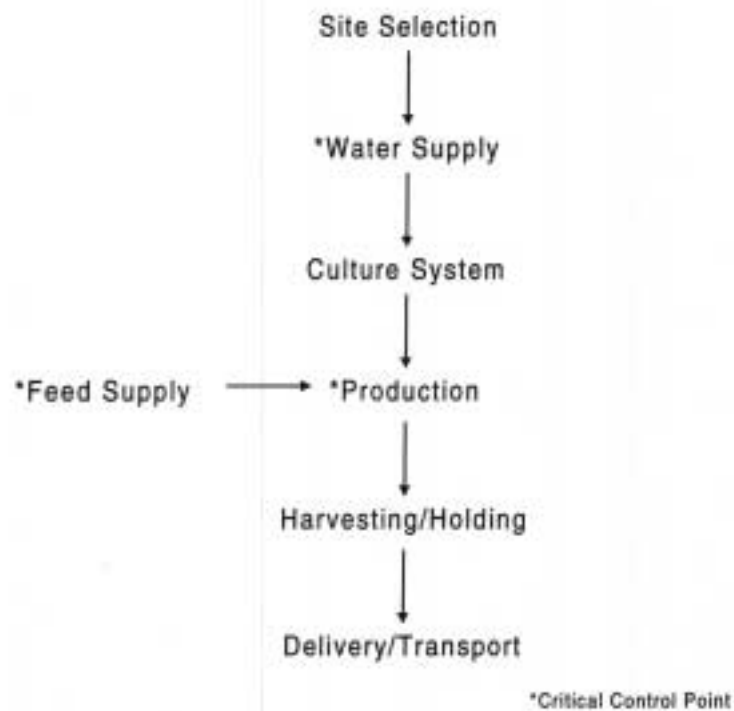 Site Selection
*Water Supply
Culture System
*Feed Supply
*Production
Harvesting/Holding
Delivery/Transport
*Critical Control Point